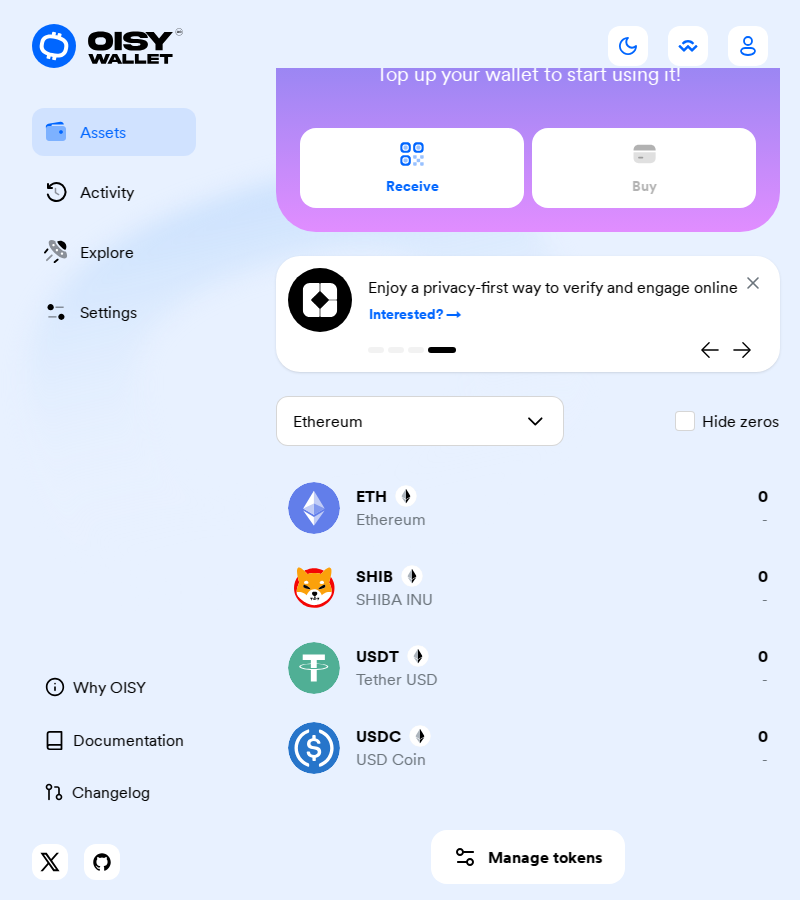 OISY
WALLET
Assets
Activity
Explore
Settings
Why OISY
Documentation
Changelog
Top up your wallet to start using it!
Receive
Buy
Enjoy a privacy-first way to verify and engage online
Interested? →
Ethereum
Hide zeros
ETH
0
Ethereum
-
SHIB
0
SHIBA INU
-
USDT
0
Tether USD
-
USDC
0
USD Coin
-
Manage tokens